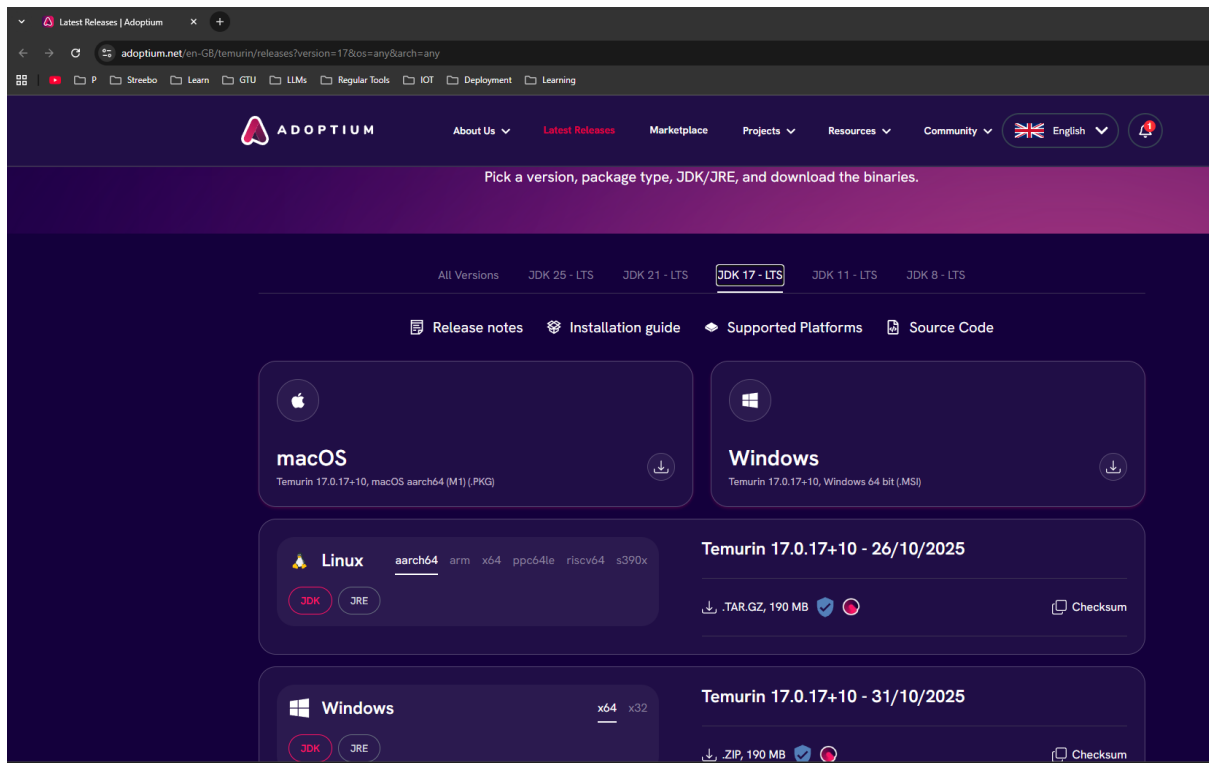 Latest Releases | Adoptium
adoptium.net/en-GB/temurin/releases?version=17&os=any&arch=any
P Streebo Learn GTU LLMs Regular Tools IOT Deployment Learning
ADOPTIUM About Us Latest Releases Marketplace Projects Resources Community English 1
Pick a version, package type, JDK/JRE, and download the binaries.
All Versions JDK 25 - LTS JDK 21 - LTS JDK 17 - LTS JDK 11 - LTS JDK 8 - LTS
Release notes Installation guide Supported Platforms Source Code
macOS
Temurin 17.0.17+10, macOS aarch64 (M1) (.PKG)
Windows
Temurin 17.0.17+10, Windows 64 bit (.MSI)
Linux aarch64 arm x64 ppc64le riscv64 s390x
JDK JRE
Temurin 17.0.17+10 - 26/10/2025
.TAR.GZ, 190 MB Checksum
Windows x64 x32
JDK JRE
Temurin 17.0.17+10 - 31/10/2025
.ZIP, 190 MB Checksum